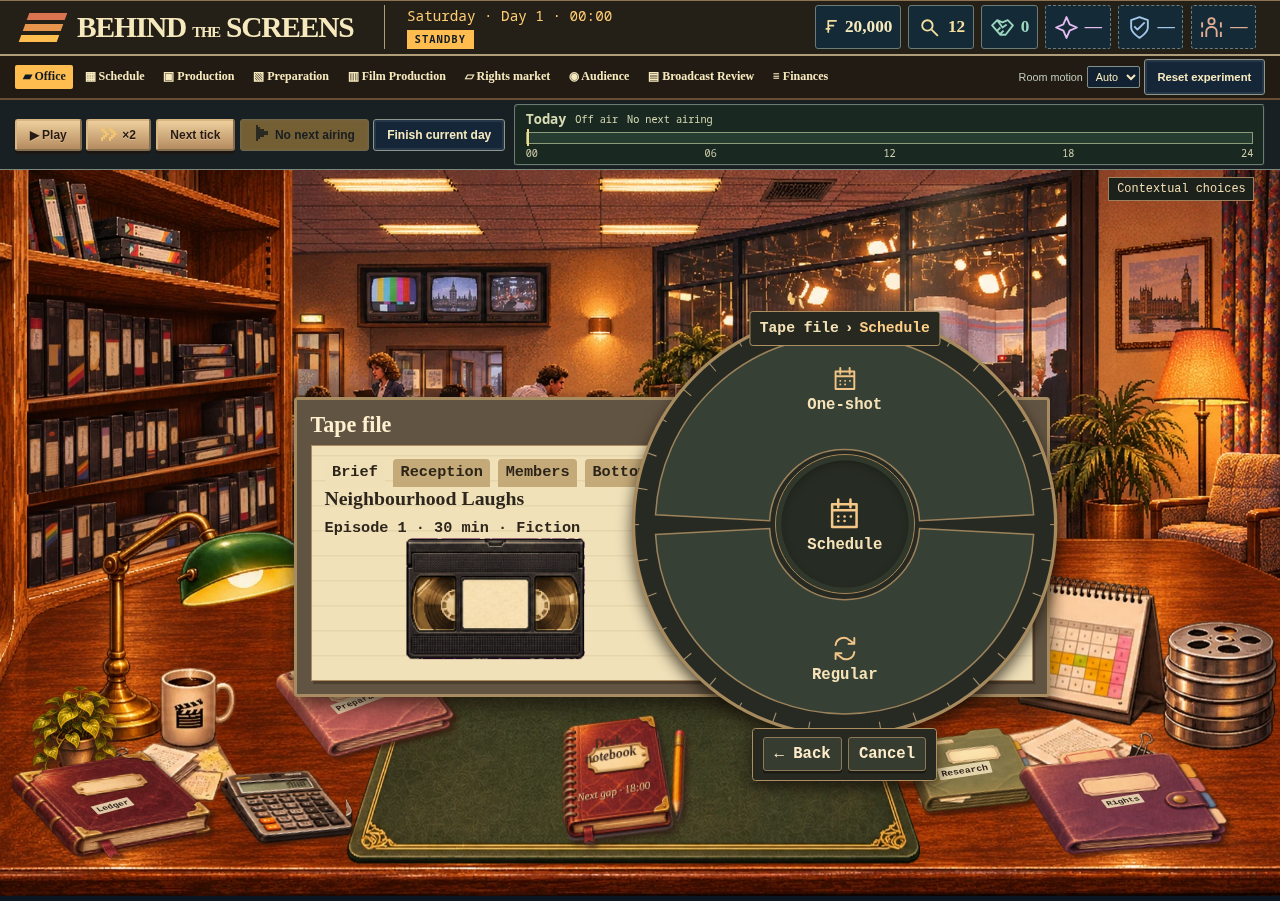 BEHIND THE SCREENS
Saturday · Day 1 · 00:00
STANDBY
20,000
12
0
—
—
—
Office
Schedule
Production
Preparation
Film Production
Rights market
Audience
Broadcast Review
Finances
Room motion
Auto
Reset experiment
Play
×2
Next tick
No next airing
Finish current day
Today Off air No next airing
00 06 12 18 24
Contextual choices
Tape file › Schedule
One-shot
Schedule
Regular
Tape file
Brief
Reception
Members
Neighbourhood Laughs
Episode 1 · 30 min · Fiction
← Back
Cancel
Desk notebook
Next gap · 18:00
Ledger
Research
Rights